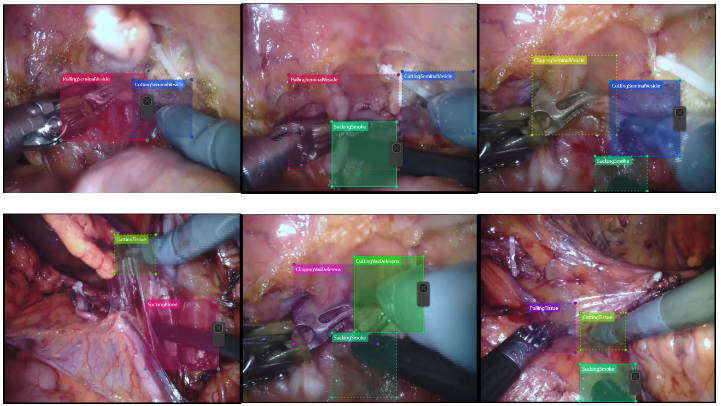 PullingSeminalVesicle
CuttingSeminalVesicle
PullingSeminalVesicle
CuttingSeminalVesicle
SuckingSmoke
ClippingSeminalVesicle
CuttingSeminalVesicle
SuckingSmoke
CuttingTissue
SuckingBlood
CuttingVasDeferens
ClippingVasDeferens
SuckingSmoke
PullingTissue
CuttingTissue
SuckingSmoke